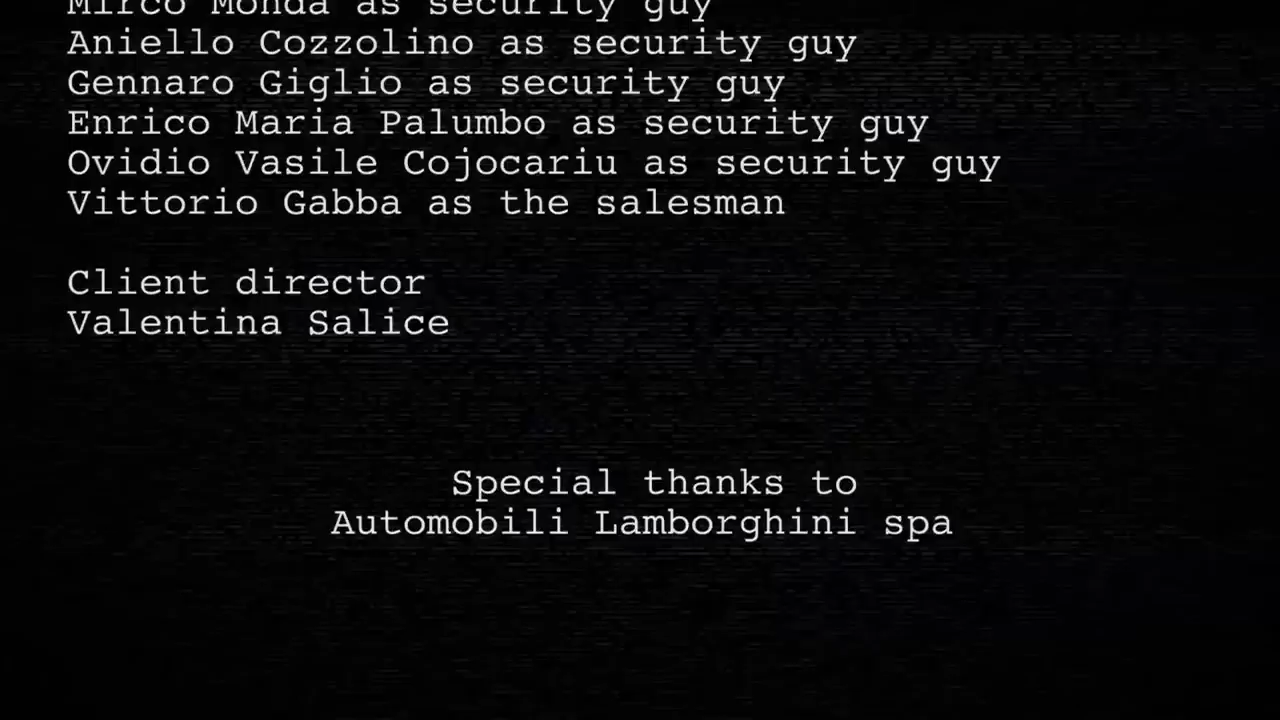 Mirco Monda as security guy
Aniello Cozzolino as security guy
Gennaro Giglio as security guy
Enrico Maria Palumbo as security guy
Ovidio Vasile Cojocariu as security guy
Vittorio Gabba as the salesman
Client director
Valentina Salice
Special thanks to
Automobili Lamborghini spa